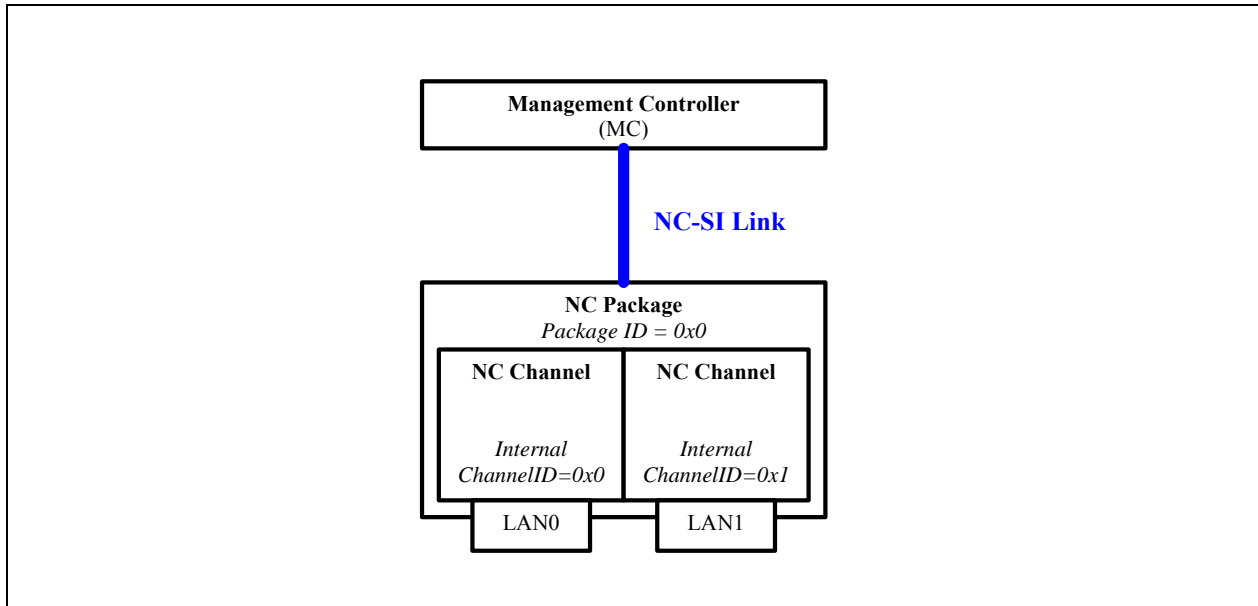 Management Controller
(MC)
NC-SI Link
NC Package
Package ID = 0x0
NC Channel
NC Channel
Internal
ChannelID=0x0
Internal
ChannelID=0x1
LAN0
LAN1